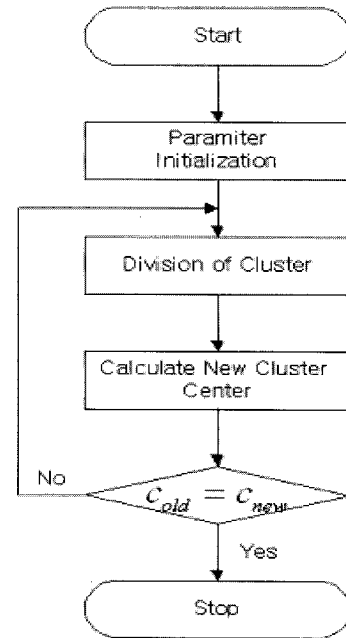 Start
Paramiter
Initialization
Division of Cluster
Calculate New Cluster
Center
No
c_old = c_new
Yes
Stop